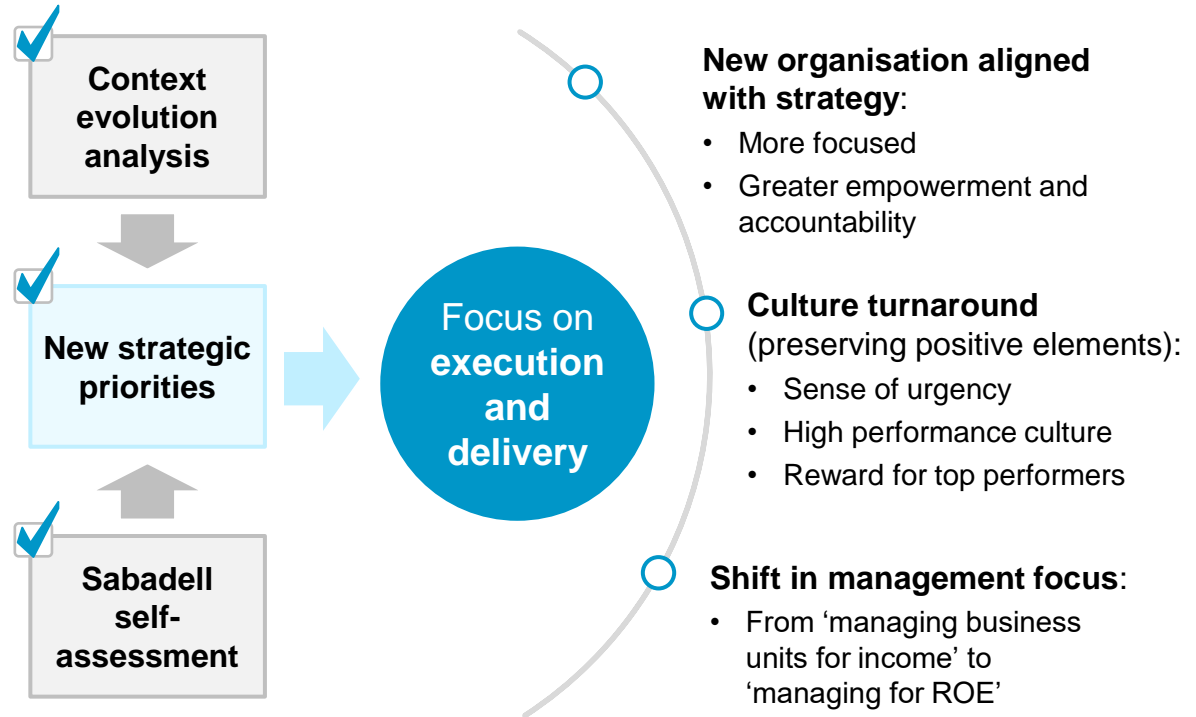 Context
evolution
analysis
New strategic
priorities
Sabadell
self-
assessment
Focus on
execution
and
delivery
New organisation aligned
with strategy:
• More focused
• Greater empowerment and
accountability
Culture turnaround
(preserving positive elements):
• Sense of urgency
• High performance culture
• Reward for top performers
Shift in management focus:
• From ‘managing business
units for income’ to
‘managing for ROE’